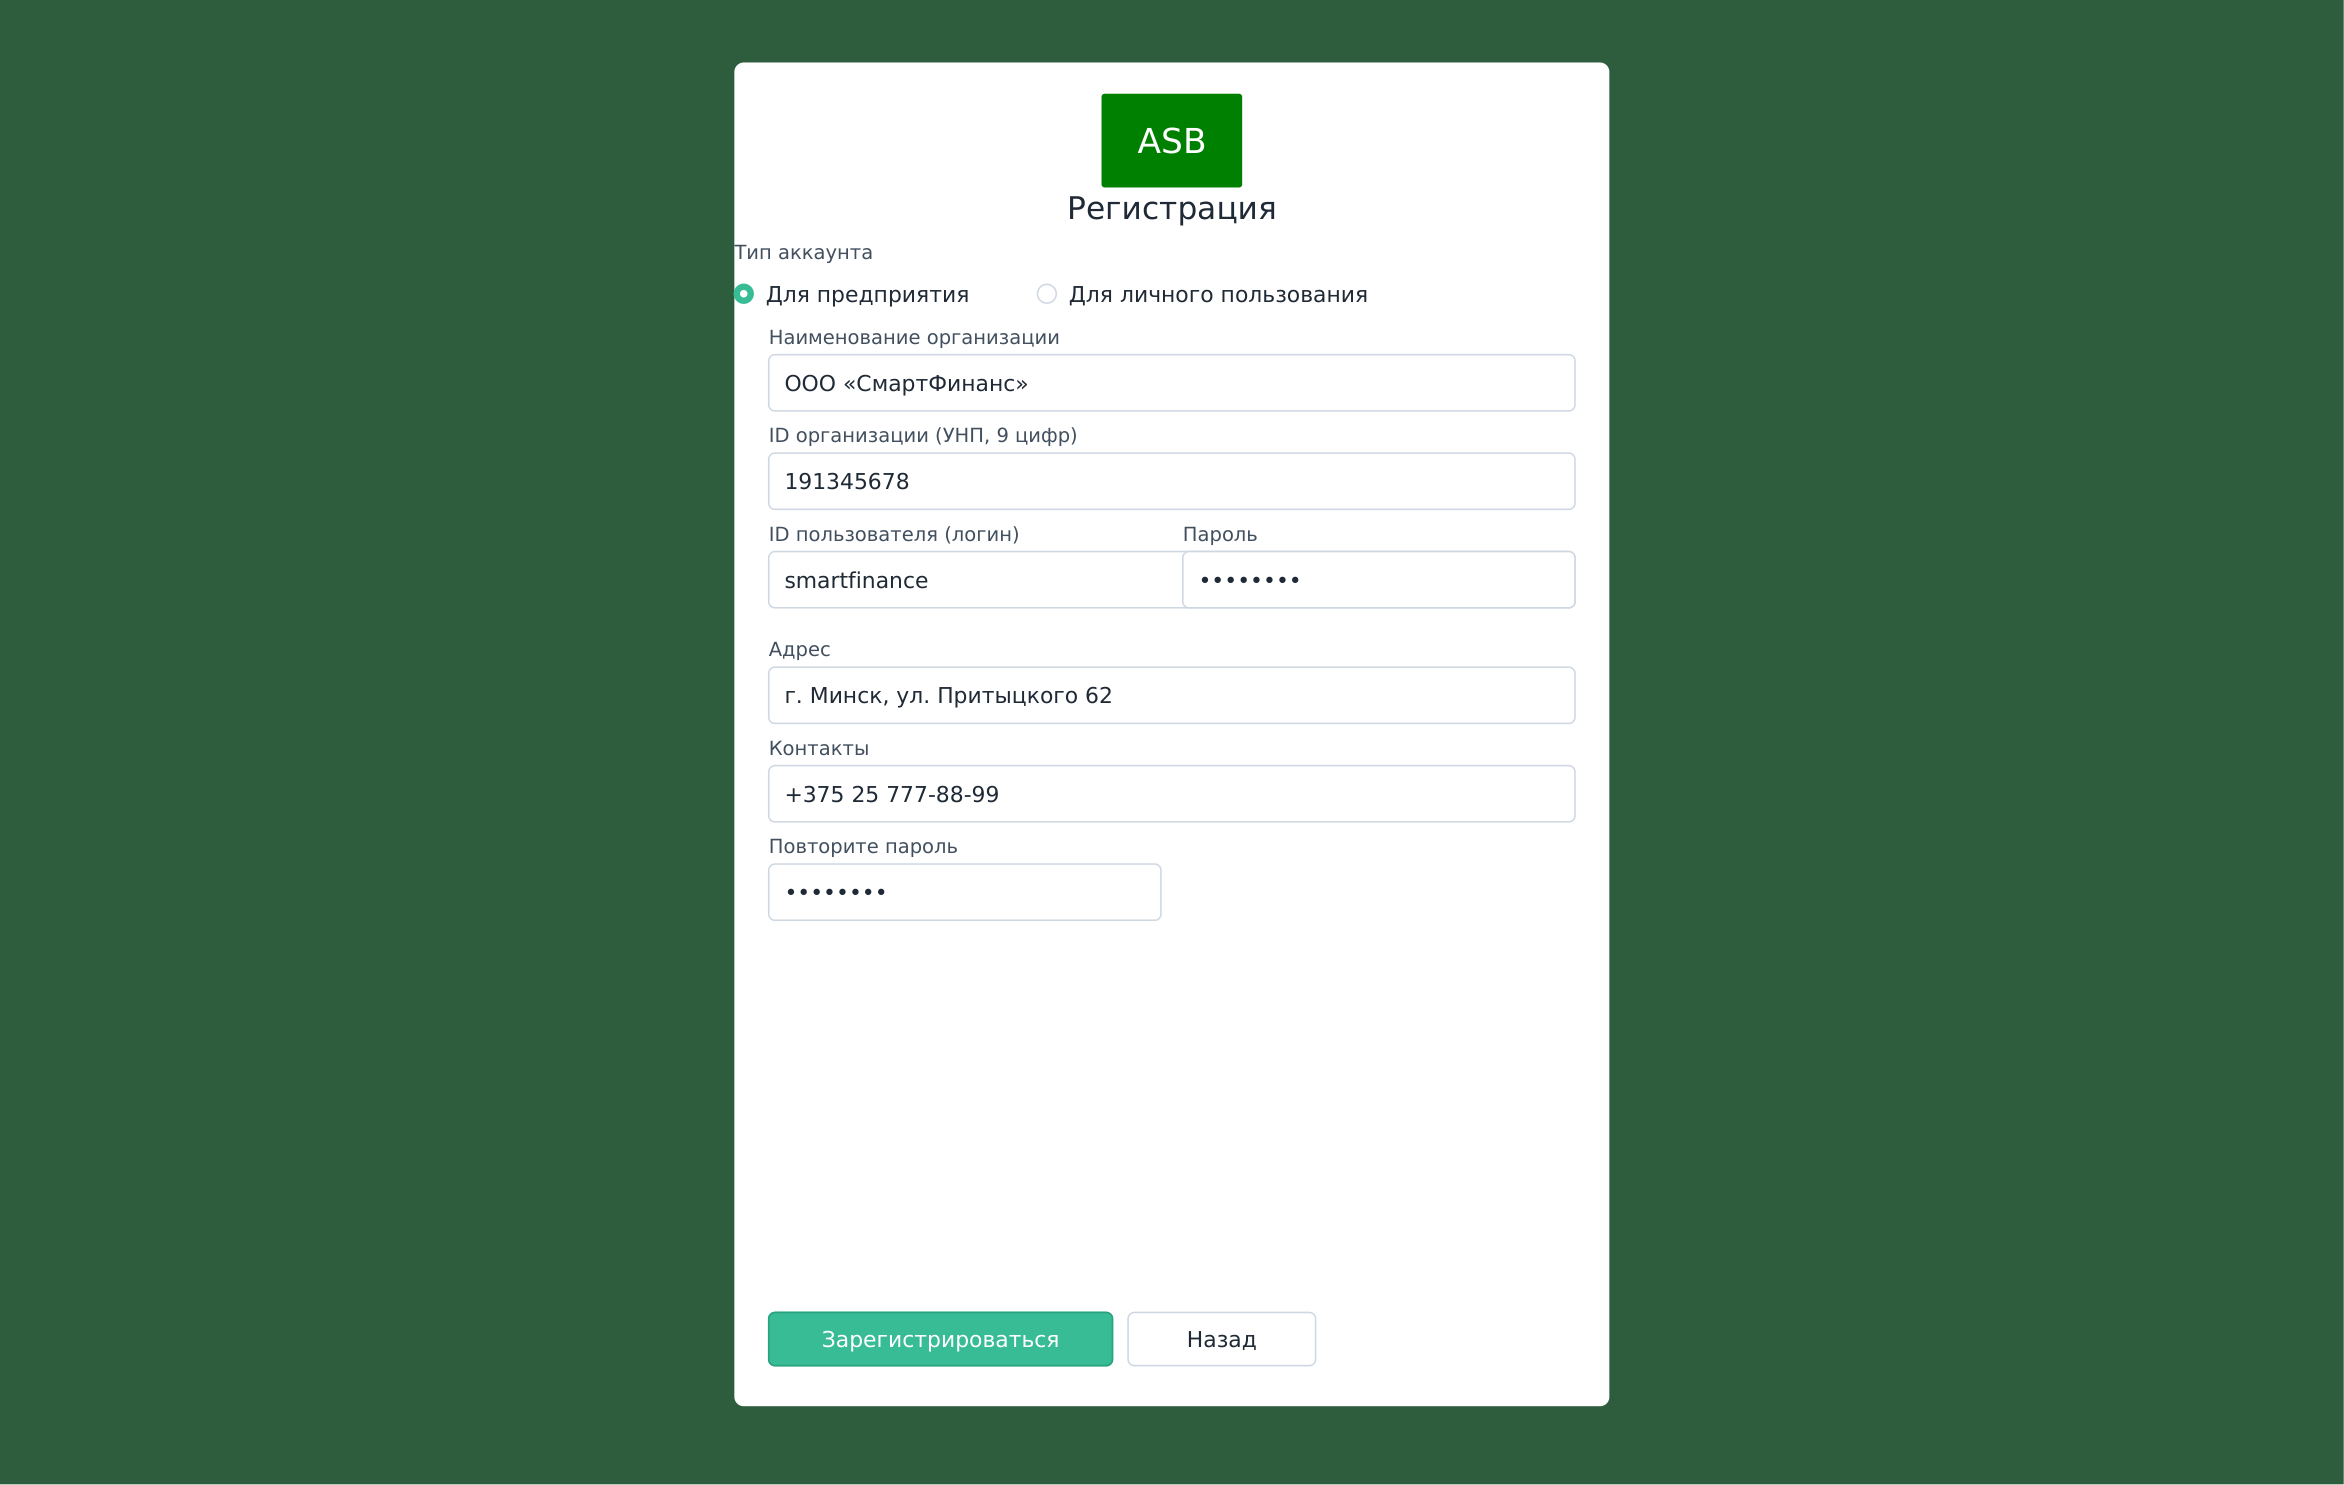 ASB
Регистрация
Тип аккаунта
Для предприятия Для личного пользования
Наименование организации
ООО «СмартФинанс»
ID организации (УНП, 9 цифр)
191345678
ID пользователя (логин) Пароль
smartfinance ••••••••
Адрес
г. Минск, ул. Притыцкого 62
Контакты
+375 25 777-88-99
Повторите пароль
••••••••
Зарегистрироваться Назад